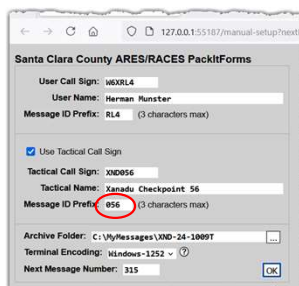 127.0.0.1:55187/manual-setup?next
Santa Clara County ARES/RACES PackItForms
User Call Sign: W6XRL4
User Name: Herman Munster
Message ID Prefix: RL4 (3 characters max)
Use Tactical Call Sign
Tactical Call Sign: XND056
Tactical Name: Xanadu Checkpoint 56
Message ID Prefix: 056 (3 characters max)
Archive Folder: C:\MyMessages\XND-24-1009T ...
Terminal Encoding: Windows-1252
Next Message Number: 315 OK